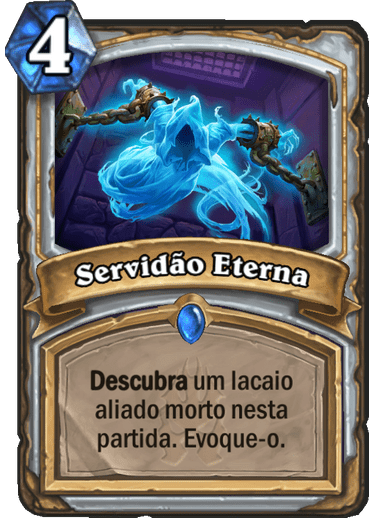 4
Servidão Eterna
Descubra um lacaio
aliado morto nesta
partida. Evoque-o.